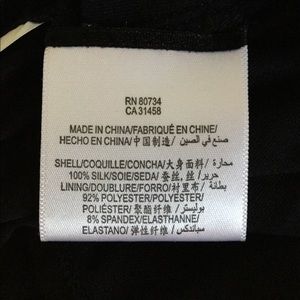 RN 80734
CA 31458
MADE IN CHINA/FABRIQUÉ EN CHINE/
HECHO EN CHINA/中国制造/ صنع في الصين
SHELL/COQUILLE/CONCHA/大身面料/ محارة/
100% SILK/SOIE/SEDA/蚕丝, 丝/ حرير
LINING/DOUBLURE/FORRO/衬里布/ بطانة/
92% POLYESTER/POLYESTER/
POLIÉSTER/聚酯纤维/ بوليستر/
8% SPANDEX/ELASTHANNE/
ELASTANO/弹性纤维/ سباندكس